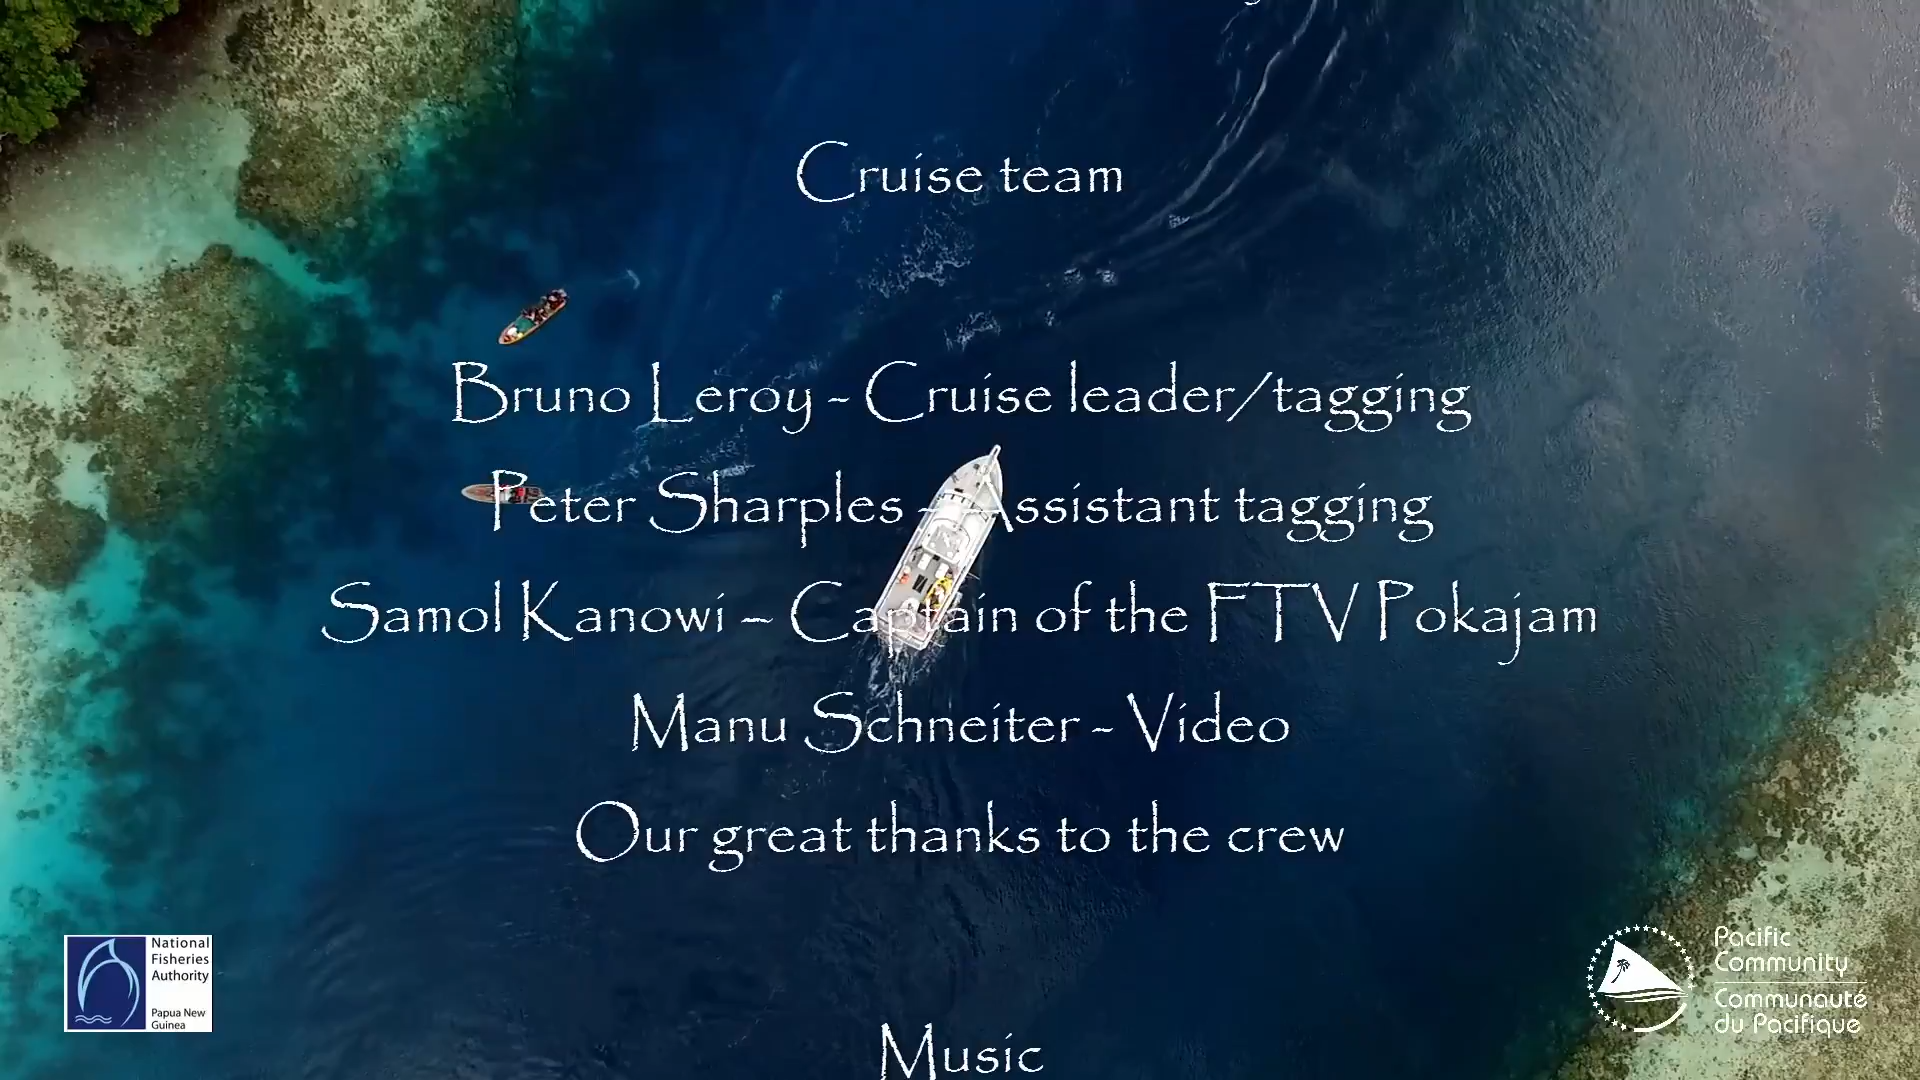 Cruise team
Bruno Leroy - Cruise leader/tagging
Peter Sharples - Assistant tagging
Samol Kanowi – Captain of the FTV Pokajam
Manu Schneiter - Video
Our great thanks to the crew
Music
National
Fisheries
Authority
Papua New
Guinea
Pacific
Community
Communauté
du Pacifique